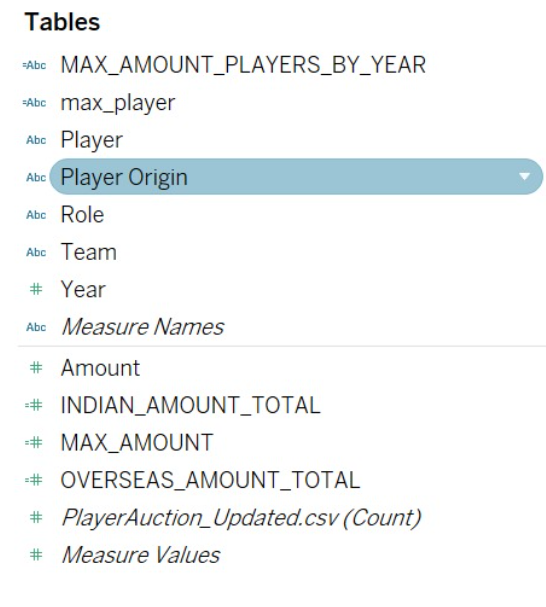 Tables
=Abc MAX_AMOUNT_PLAYERS_BY_YEAR
=Abc max_player
Abc Player
Abc Player Origin
Abc Role
Abc Team
# Year
Abc Measure Names
# Amount
=# INDIAN_AMOUNT_TOTAL
=# MAX_AMOUNT
=# OVERSEAS_AMOUNT_TOTAL
# PlayerAuction_Updated.csv (Count)
# Measure Values